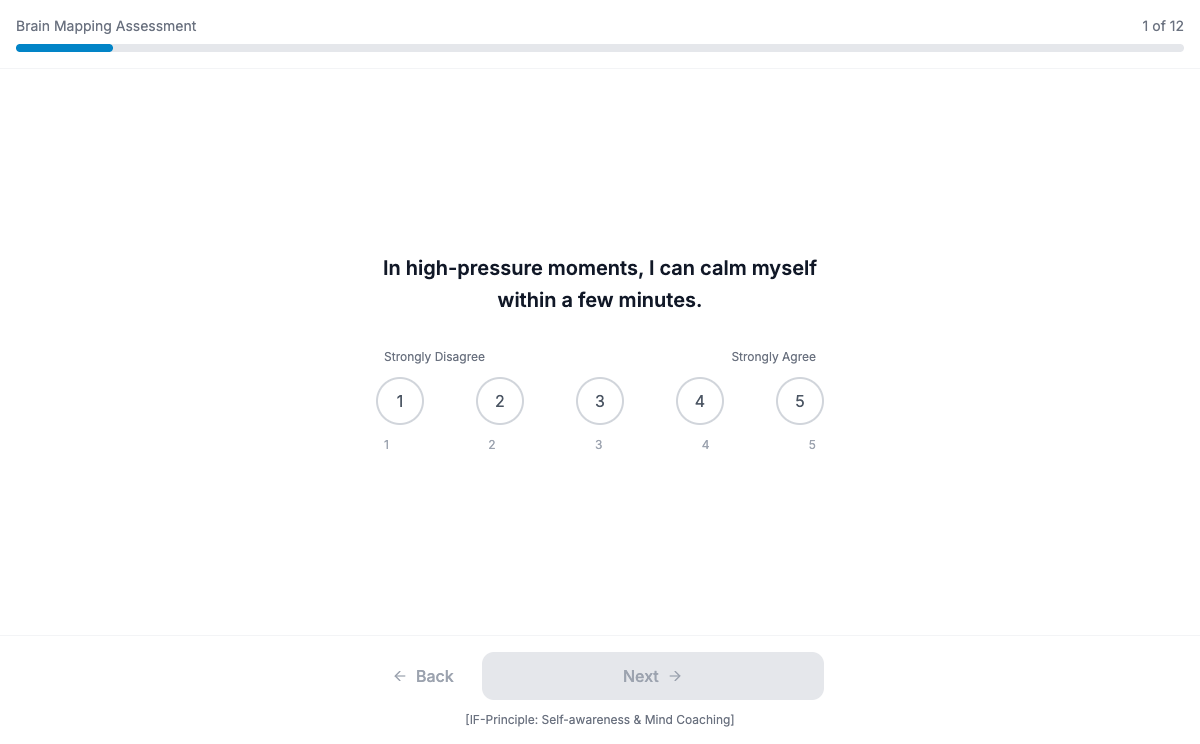 Brain Mapping Assessment
1 of 12
In high-pressure moments, I can calm myself
within a few minutes.
Strongly Disagree Strongly Agree
1 2 3 4 5
1 2 3 4 5
Back Next
[IF-Principle: Self-awareness & Mind Coaching]